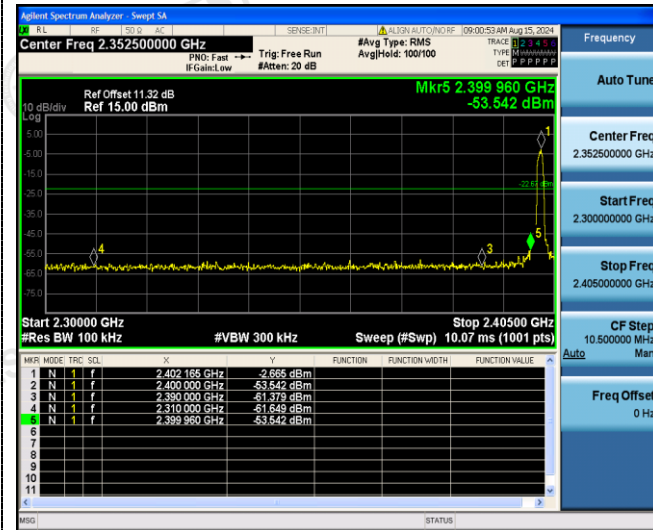 Agilent Spectrum Analyzer - Swept SA
RL RF 50 Ω AC SENSE:INT ALIGN AUTO/NO RF 09:00:53 AM Aug 15, 2024
Center Freq 2.352500000 GHz #Avg Type: RMS TRACE 1 2 3 4 5 6
PNO: Fast Trig: Free Run Avg|Hold: 100/100 TYPE
IFGain:Low #Atten: 20 dB DET P P P P P P
Ref Offset 11.32 dB Mkr5 2.399 960 GHz
10 dB/div Ref 15.00 dBm -53.542 dBm
Log
5.00
-5.00
-15.0
-25.0
-35.0
-45.0
-55.0
-65.0
-75.0
1
-22.67 dBm
5
4
3
Start 2.30000 GHz Stop 2.40500 GHz
#Res BW 100 kHz #VBW 300 kHz Sweep (#Swp) 10.07 ms (1001 pts)
MKR MODE TRC SCL X Y FUNCTION FUNCTION WIDTH FUNCTION VALUE
1 N 1 f 2.402 165 GHz -2.665 dBm
2 N 1 f 2.400 000 GHz -53.542 dBm
3 N 1 f 2.390 000 GHz -61.379 dBm
4 N 1 f 2.310 000 GHz -61.649 dBm
5 N 1 f 2.399 960 GHz -53.542 dBm
6
7
8
9
10
11
MSG STATUS
Frequency
Auto Tune
Center Freq
2.352500000 GHz
Start Freq
2.300000000 GHz
Stop Freq
2.405000000 GHz
CF Step
10.500000 MHz
Auto Man
Freq Offset
0 Hz